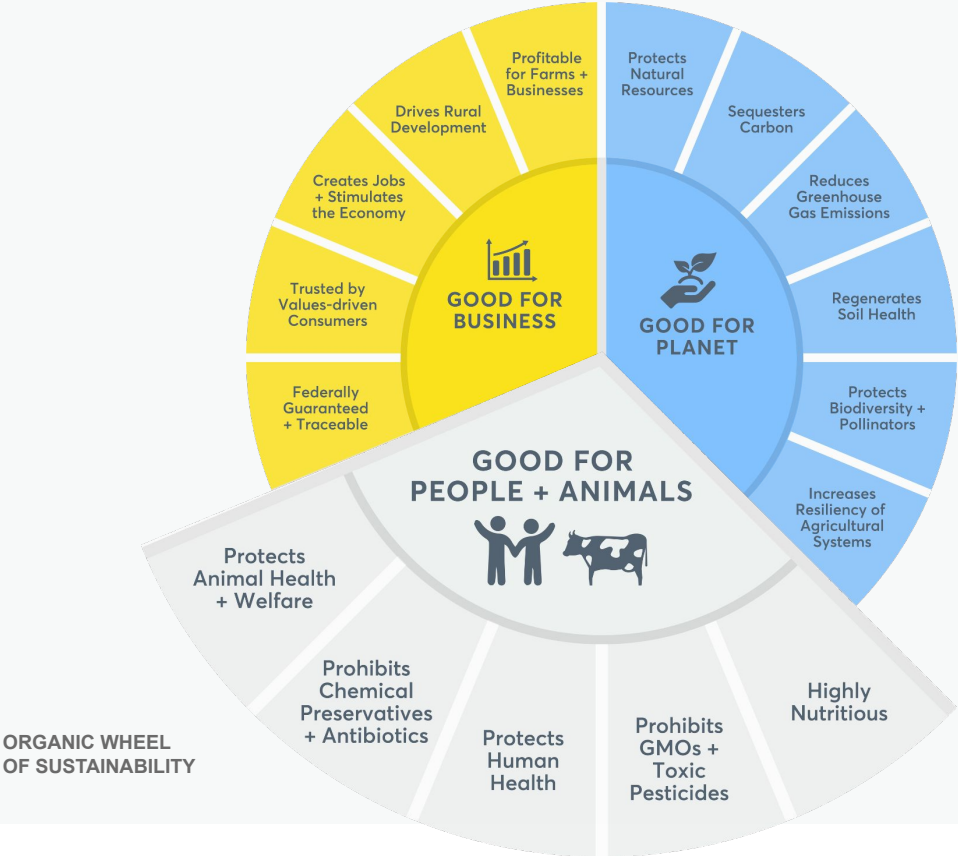 GOOD FOR
BUSINESS
Federally
Guaranteed
+ Traceable
Trusted by
Values-driven
Consumers
Creates Jobs
+ Stimulates
the Economy
Drives Rural
Development
Profitable
for Farms +
Businesses
GOOD FOR
PLANET
Protects
Natural
Resources
Sequesters
Carbon
Reduces
Greenhouse
Gas Emissions
Regenerates
Soil Health
Protects
Biodiversity +
Pollinators
Increases
Resiliency of
Agricultural
Systems
GOOD FOR
PEOPLE + ANIMALS
Protects
Animal Health
+ Welfare
Prohibits
Chemical
Preservatives
+ Antibiotics
Protects
Human
Health
Prohibits
GMOs +
Toxic
Pesticides
Highly
Nutritious
ORGANIC WHEEL
OF SUSTAINABILITY